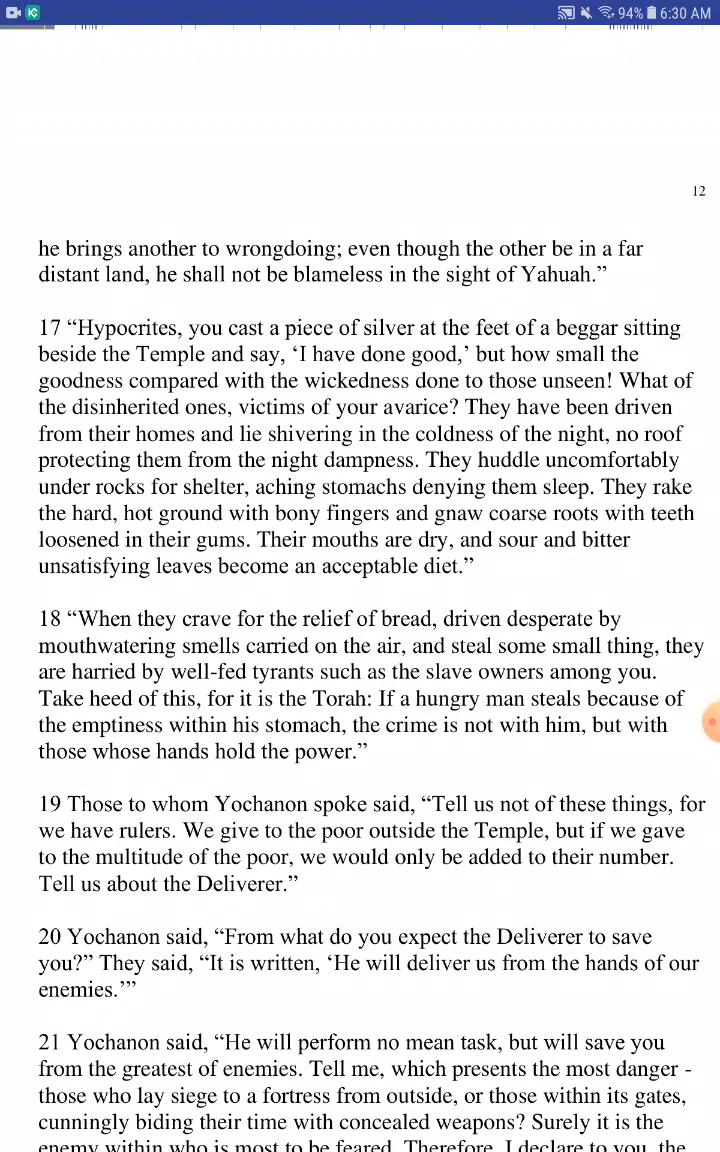 94% 6:30 AM
12
he brings another to wrongdoing; even though the other be in a far
distant land, he shall not be blameless in the sight of Yahuah.”
17 “Hypocrites, you cast a piece of silver at the feet of a beggar sitting
beside the Temple and say, ‘I have done good,’ but how small the
goodness compared with the wickedness done to those unseen! What of
the disinherited ones, victims of your avarice? They have been driven
from their homes and lie shivering in the coldness of the night, no roof
protecting them from the night dampness. They huddle uncomfortably
under rocks for shelter, aching stomachs denying them sleep. They rake
the hard, hot ground with bony fingers and gnaw coarse roots with teeth
loosened in their gums. Their mouths are dry, and sour and bitter
unsatisfying leaves become an acceptable diet.”
18 “When they crave for the relief of bread, driven desperate by
mouthwatering smells carried on the air, and steal some small thing, they
are harried by well-fed tyrants such as the slave owners among you.
Take heed of this, for it is the Torah: If a hungry man steals because of
the emptiness within his stomach, the crime is not with him, but with
those whose hands hold the power.”
19 Those to whom Yochanon spoke said, “Tell us not of these things, for
we have rulers. We give to the poor outside the Temple, but if we gave
to the multitude of the poor, we would only be added to their number.
Tell us about the Deliverer.”
20 Yochanon said, “From what do you expect the Deliverer to save
you?” They said, “It is written, ‘He will deliver us from the hands of our
enemies.’”
21 Yochanon said, “He will perform no mean task, but will save you
from the greatest of enemies. Tell me, which presents the most danger -
those who lay siege to a fortress from outside, or those within its gates,
cunningly biding their time with concealed weapons? Surely it is the
enemy within who is most to be feared. Therefore, I declare to you, the